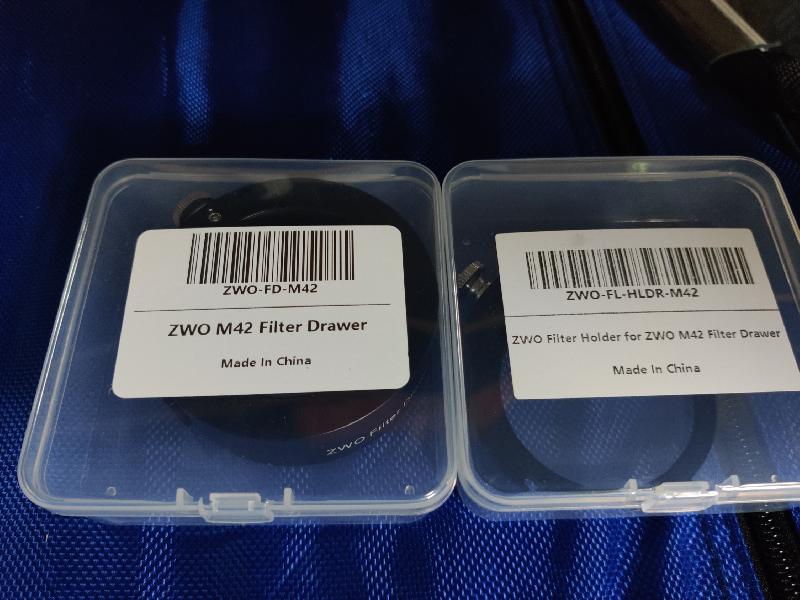 ZWO-FD-M42
ZWO M42 Filter Drawer
Made In China
ZWO Filter
ZWO-FL-HLDR-M42
ZWO Filter Holder for ZWO M42 Filter Drawer
Made In China